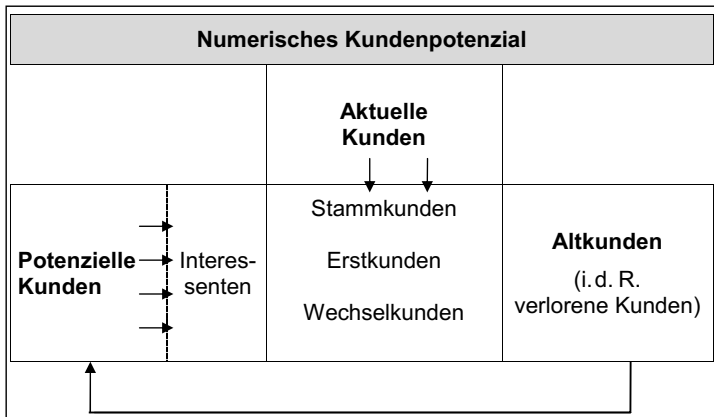 Numerisches Kundenpotenzial
Aktuelle
Kunden
Potenzielle
Kunden
Interes-
senten
Stammkunden
Erstkunden
Wechselkunden
Altkunden
(i. d. R.
verlorene Kunden)